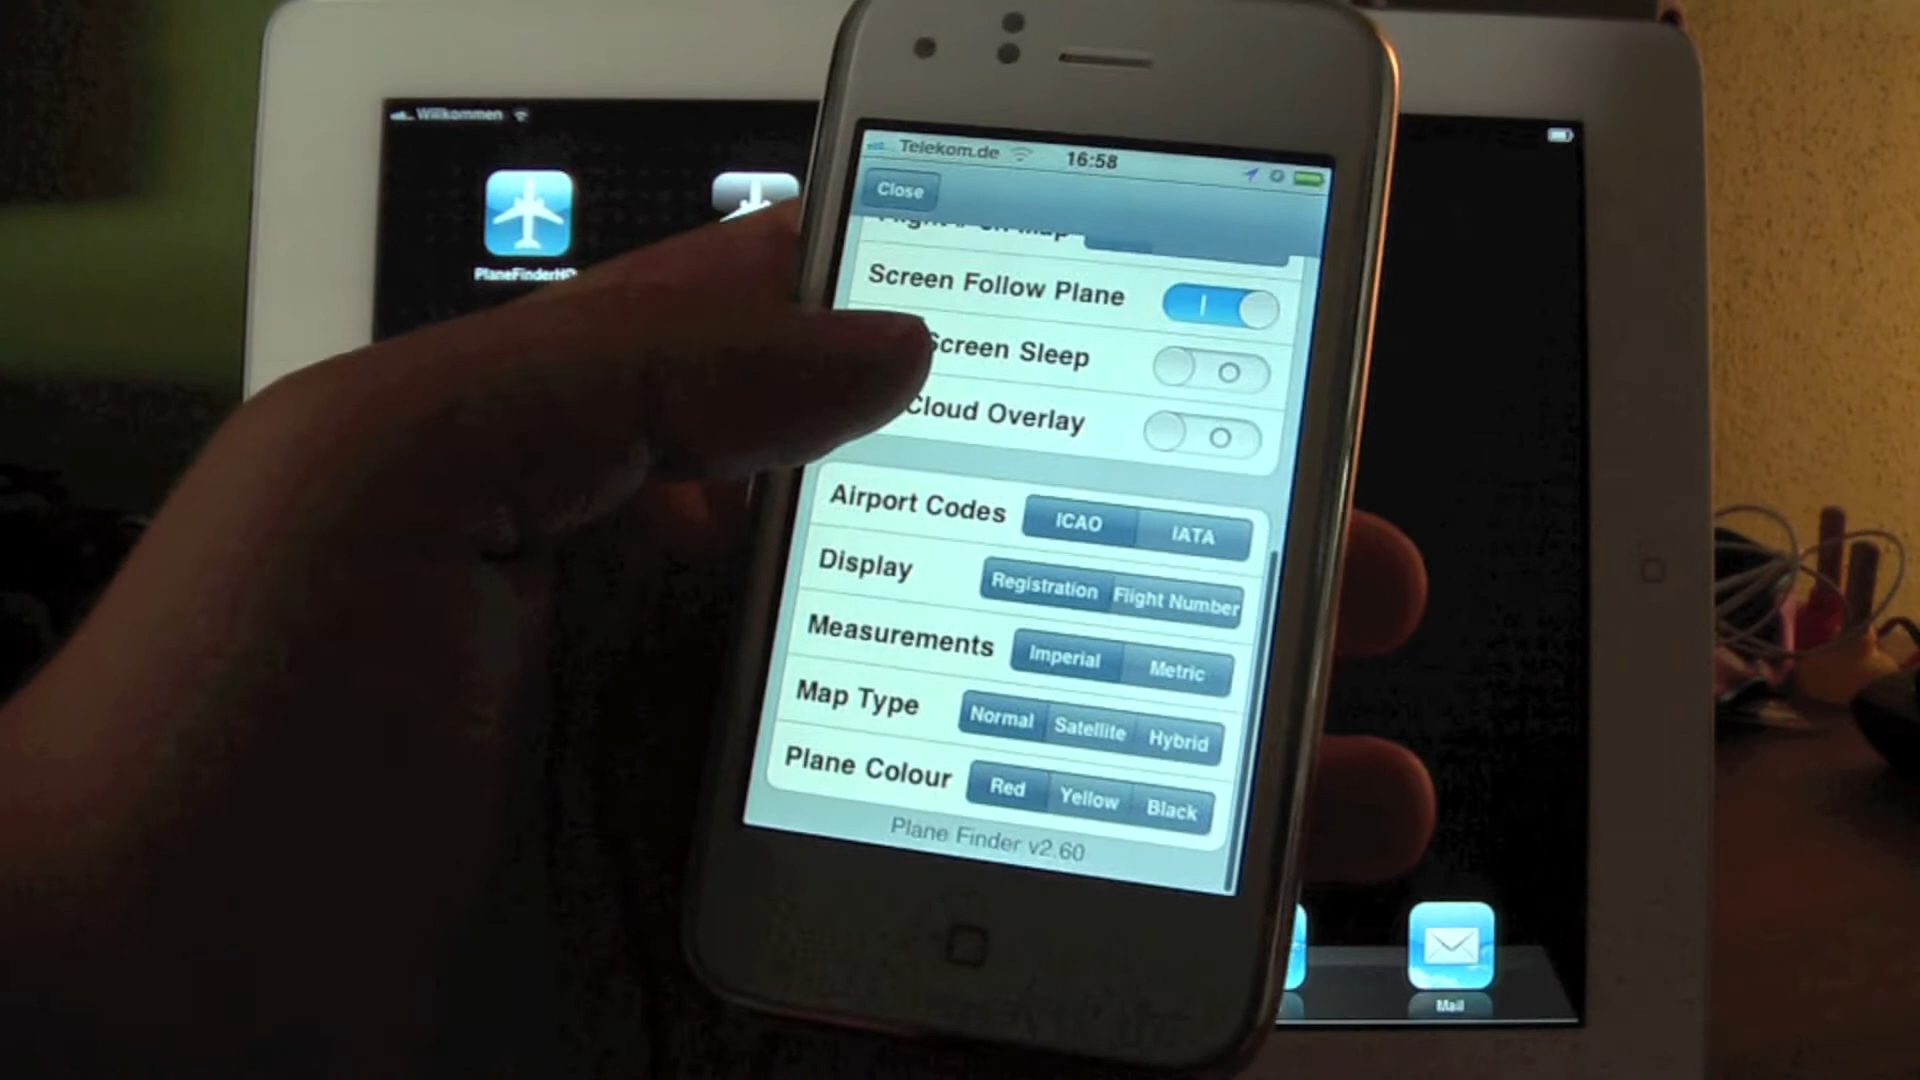 Willkommen
PlaneFinderHD
Telekom.de 16:58
Close
Screen Follow Plane
Screen Sleep
Cloud Overlay
Airport Codes ICAO IATA
Display Registration Flight Number
Measurements Imperial Metric
Map Type Normal Satellite Hybrid
Plane Colour Red Yellow Black
Plane Finder v2.60
Mail